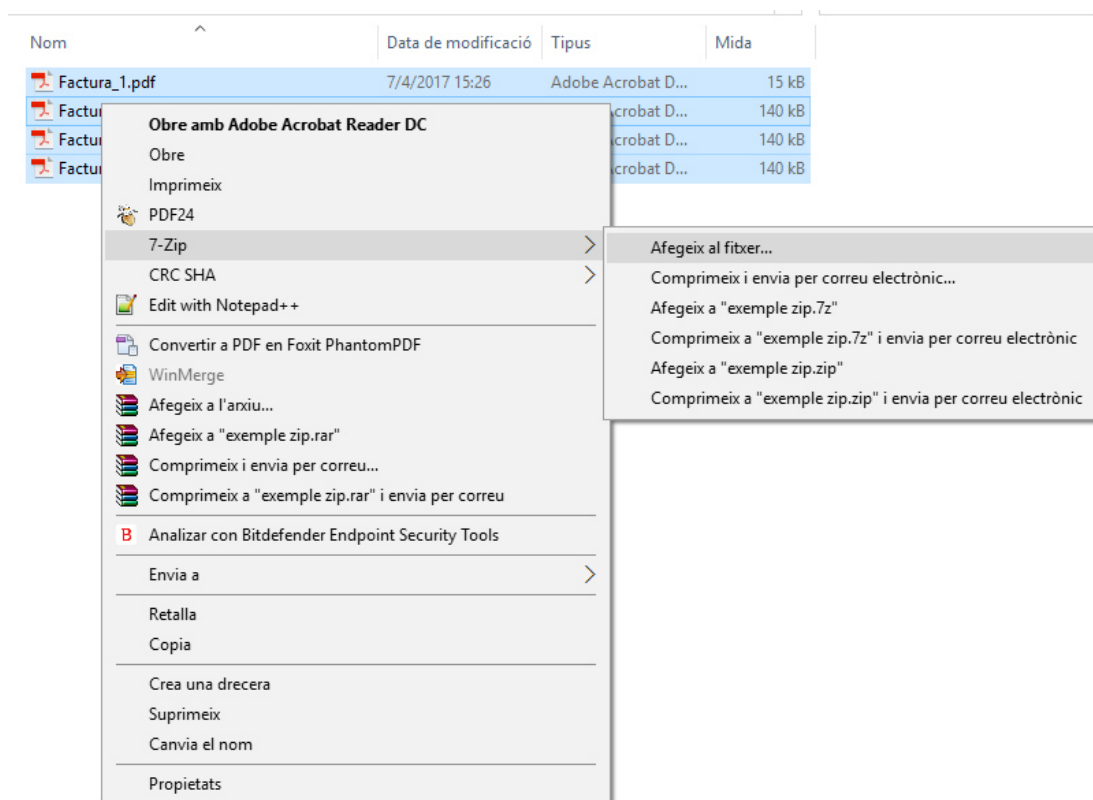 Nom Data de modificació Tipus Mida
Factura_1.pdf 7/4/2017 15:26 Adobe Acrobat D... 15 kB
140 kB
140 kB
140 kB
Obre amb Adobe Acrobat Reader DC
Obre
Imprimeix
PDF24
7-Zip
CRC SHA
Edit with Notepad++
Convertir a PDF en Foxit PhantomPDF
WinMerge
Afegeix a l'arxiu...
Afegeix a "exemple zip.rar"
Comprimeix i envia per correu...
Comprimeix a "exemple zip.rar" i envia per correu
Analizar con Bitdefender Endpoint Security Tools
Envia a
Retalla
Copia
Crea una drecera
Suprimeix
Canvia el nom
Propietats
Afegeix al fitxer...
Comprimeix i envia per correu electrònic...
Afegeix a "exemple zip.7z"
Comprimeix a "exemple zip.7z" i envia per correu electrònic
Afegeix a "exemple zip.zip"
Comprimeix a "exemple zip.zip" i envia per correu electrònic